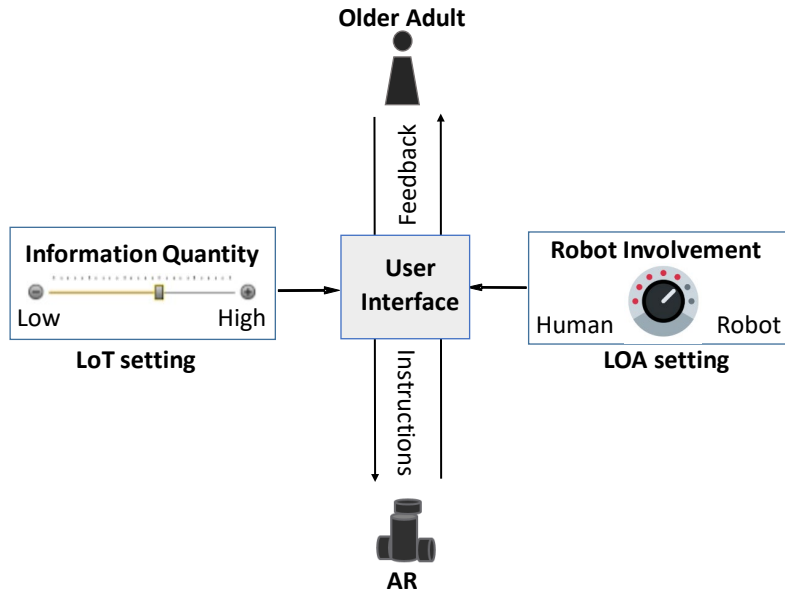 Older Adult
Feedback
Information Quantity
Low
High
LoT setting
User
Interface
Robot Involvement
Human
Robot
LOA setting
Instructions
AR